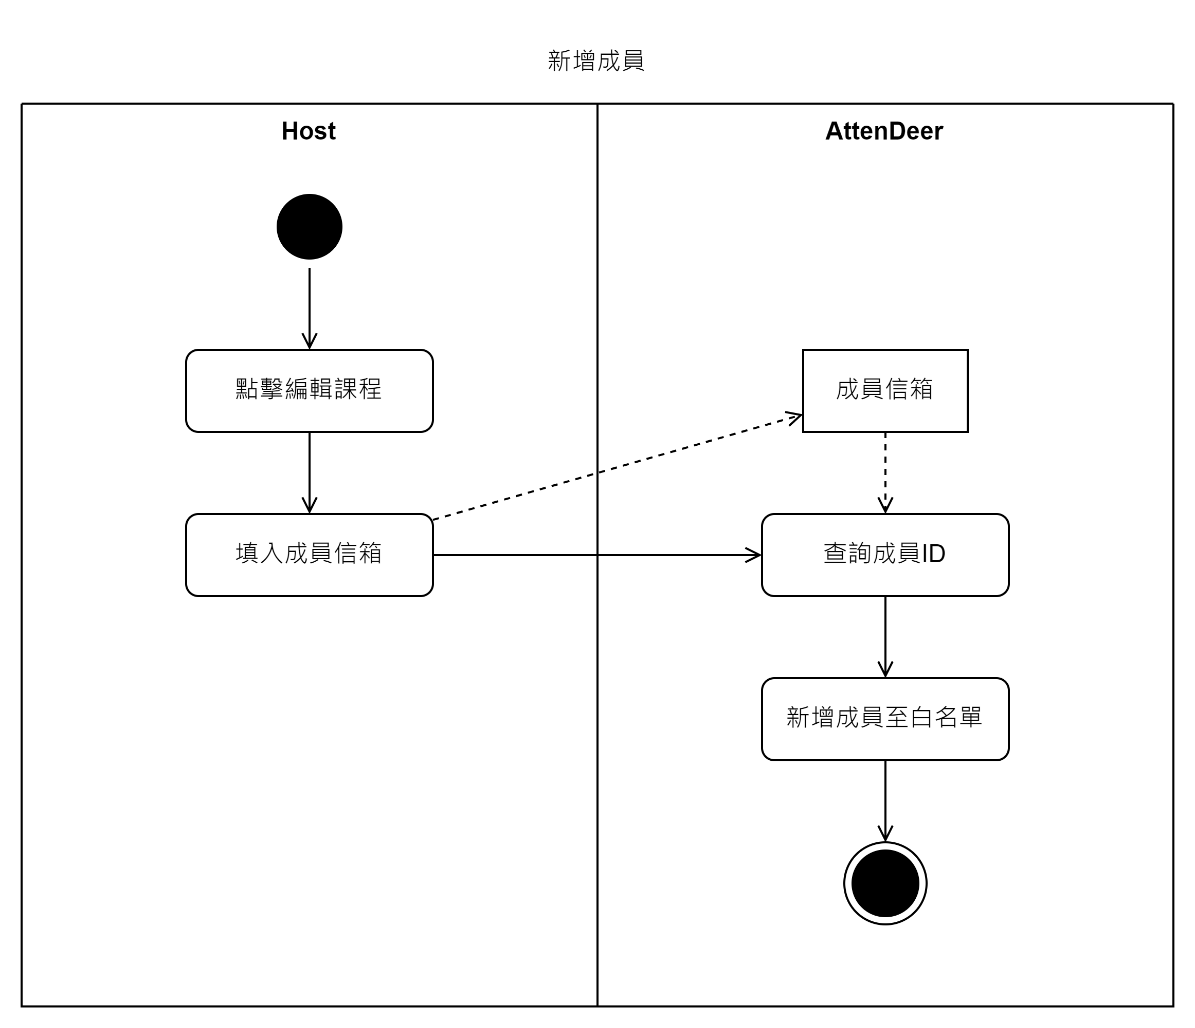 新增成員
Host
AttenDeer
點擊編輯課程
成員信箱
填入成員信箱
查詢成員ID
新增成員至白名單